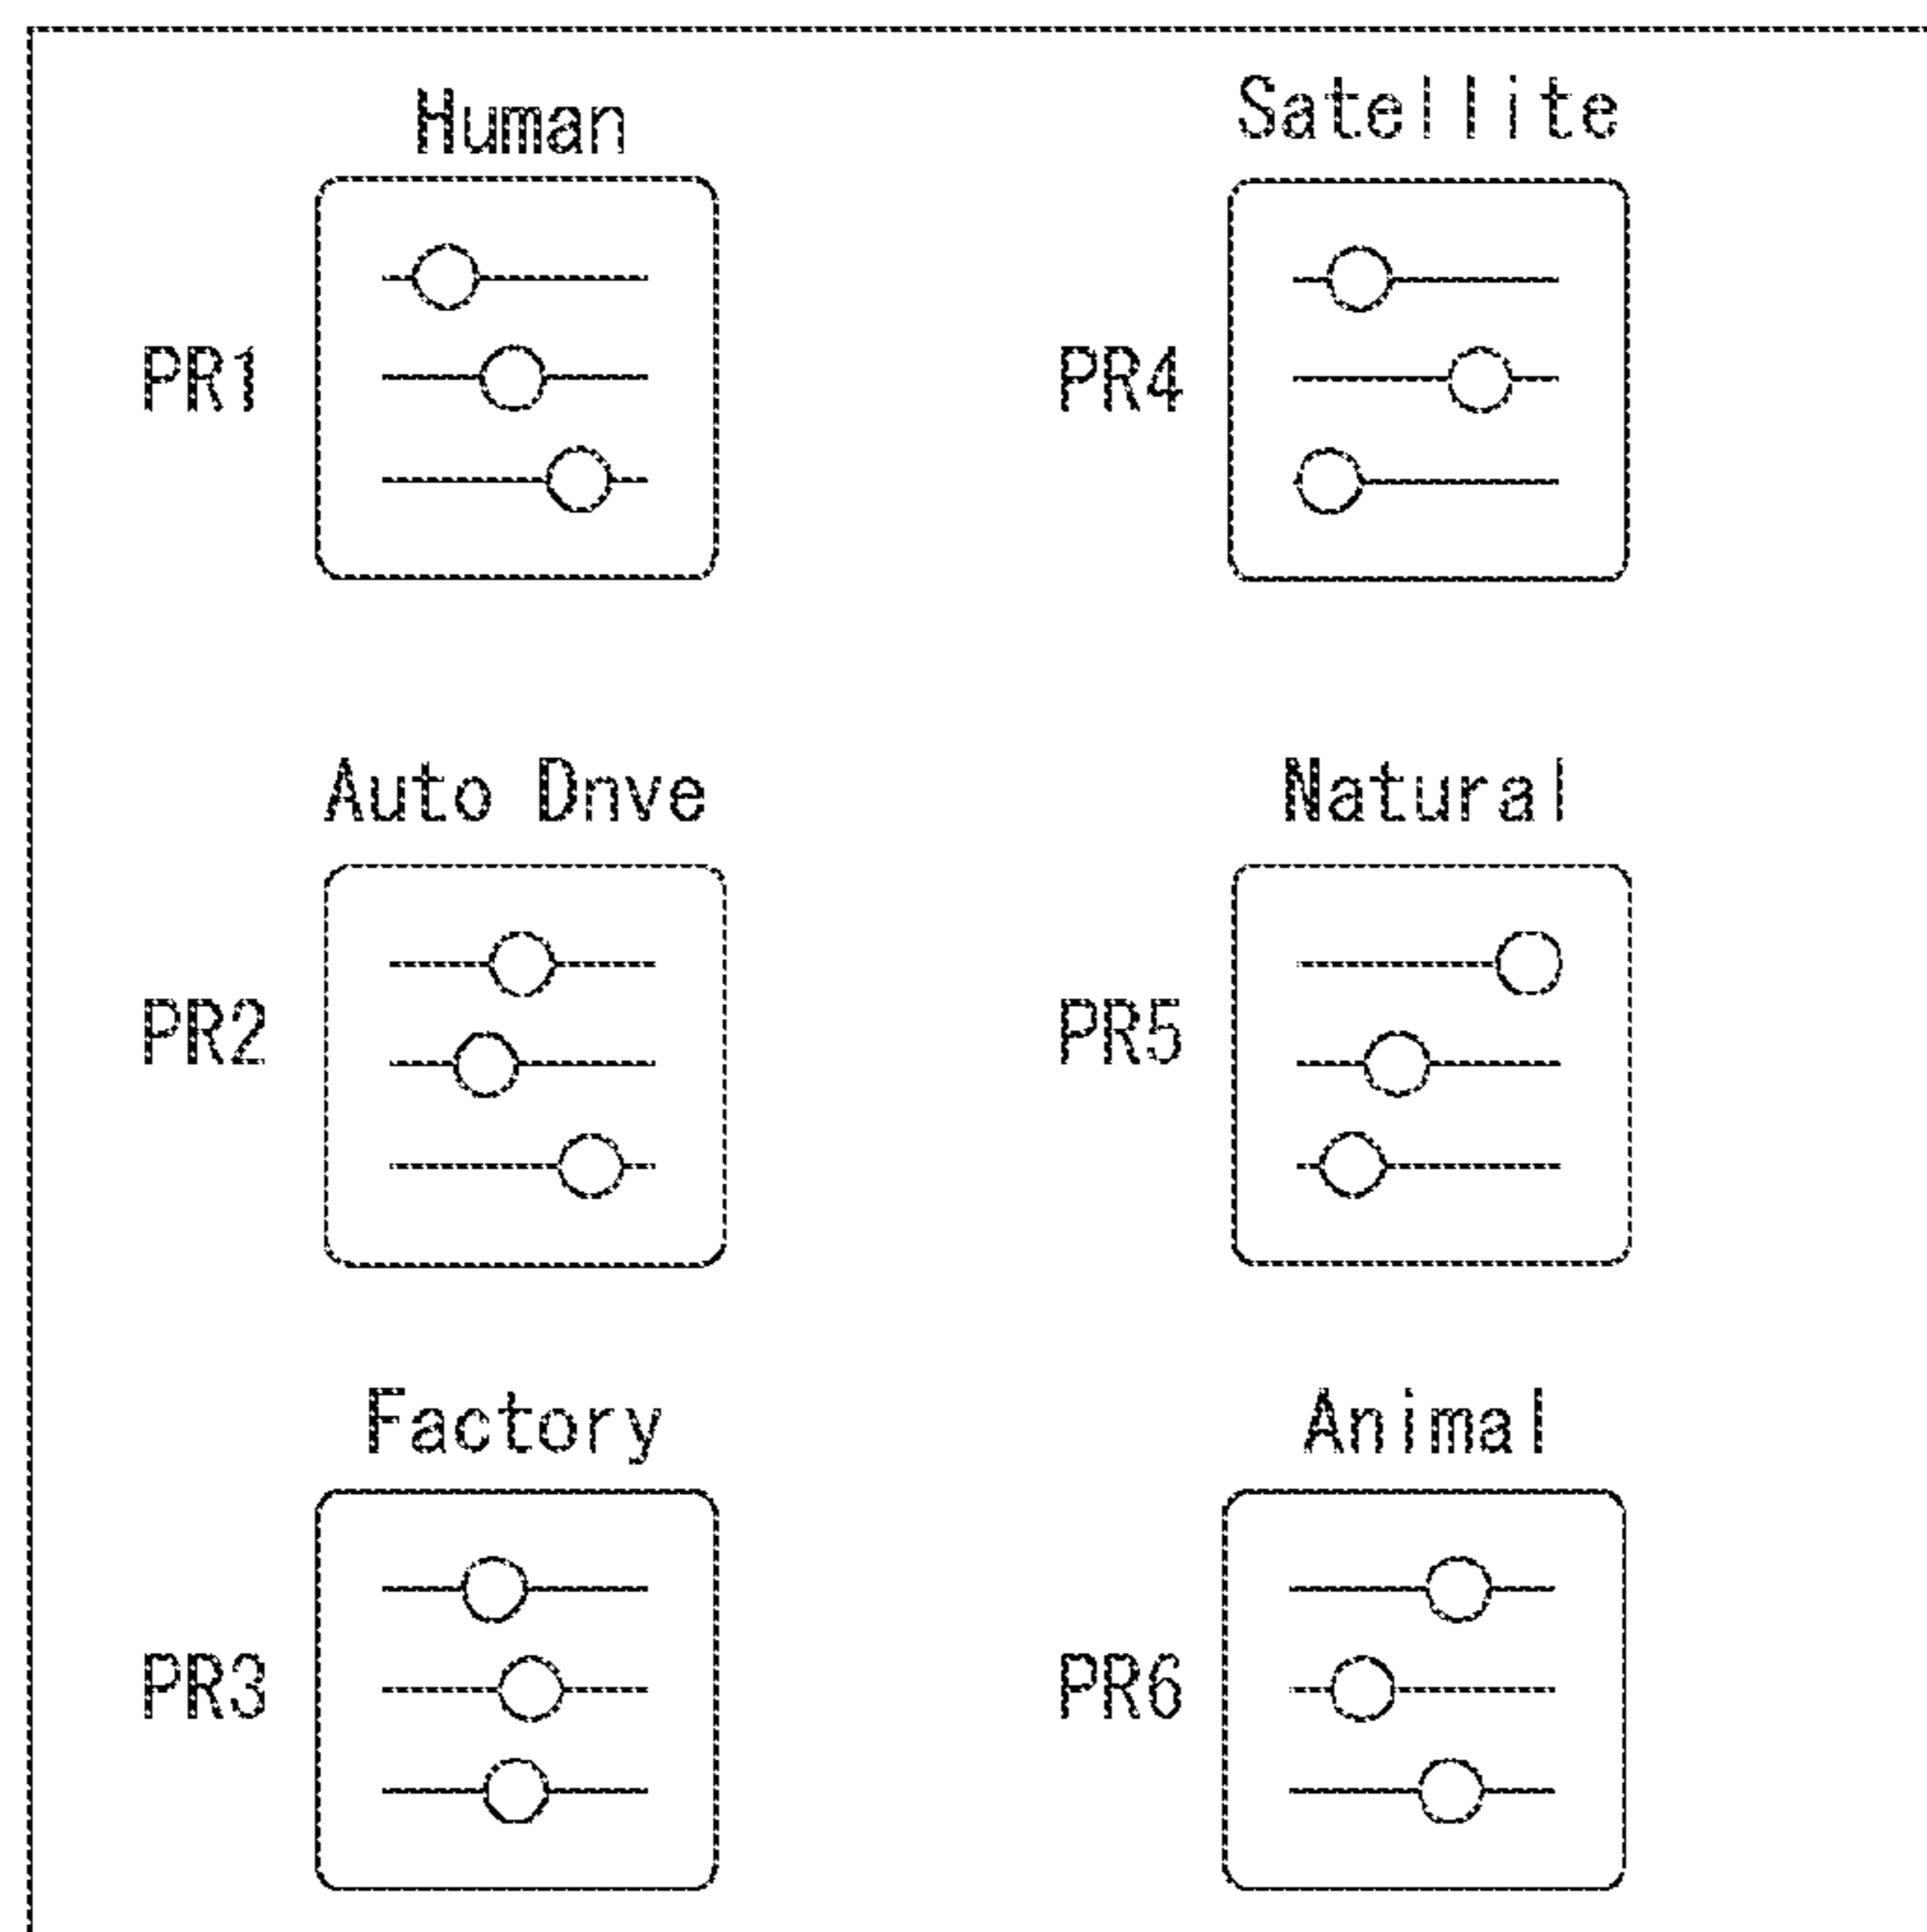 Human
Satellite
PR1
PR4
Auto Dnve
Natural
PR2
PR5
Factory
Animal
PR3
PR6